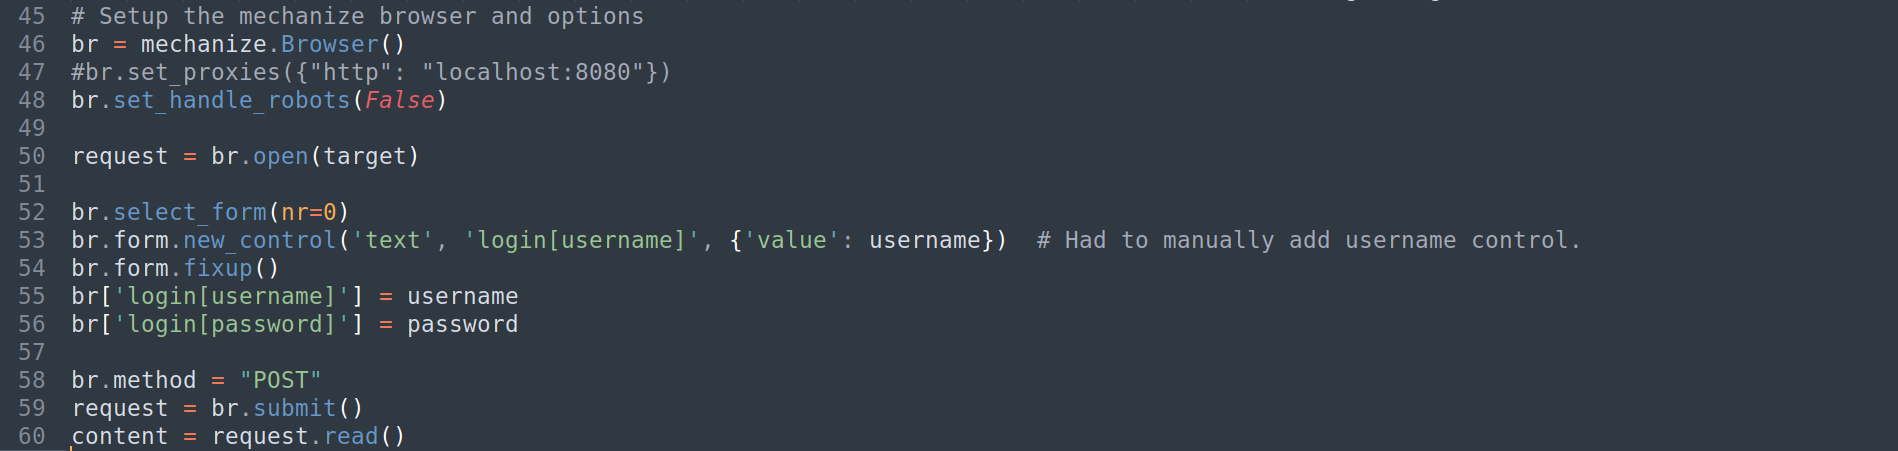 45 # Setup the mechanize browser and options
46 br = mechanize.Browser()
47 #br.set_proxies({"http": "localhost:8080"})
48 br.set_handle_robots(False)
49
50 request = br.open(target)
51
52 br.select_form(nr=0)
53 br.form.new_control('text', 'login[username]', {'value': username})  # Had to manually add username control.
54 br.form.fixup()
55 br['login[username]'] = username
56 br['login[password]'] = password
57
58 br.method = "POST"
59 request = br.submit()
60 content = request.read()